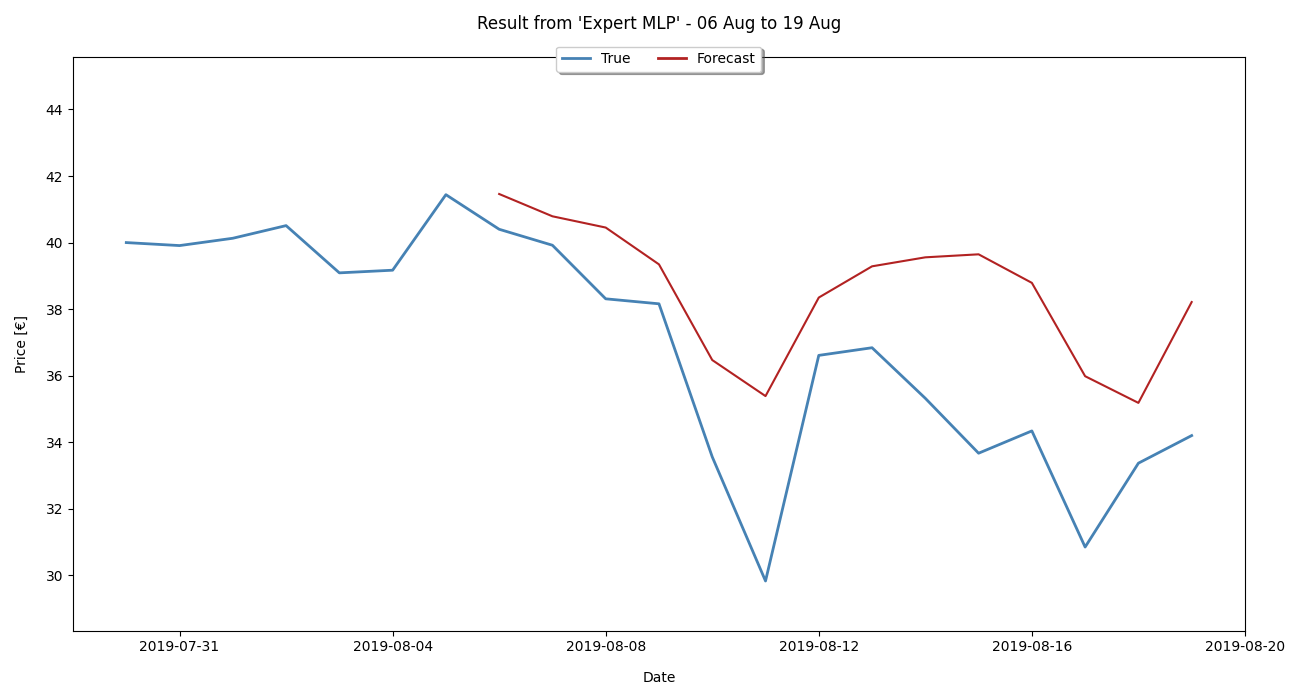 Result from 'Expert MLP' - 06 Aug to 19 Aug
True Forecast
44
42
40
38
36
34
32
30
Price [€]
2019-07-31 2019-08-04 2019-08-08 2019-08-12 2019-08-16 2019-08-20
Date